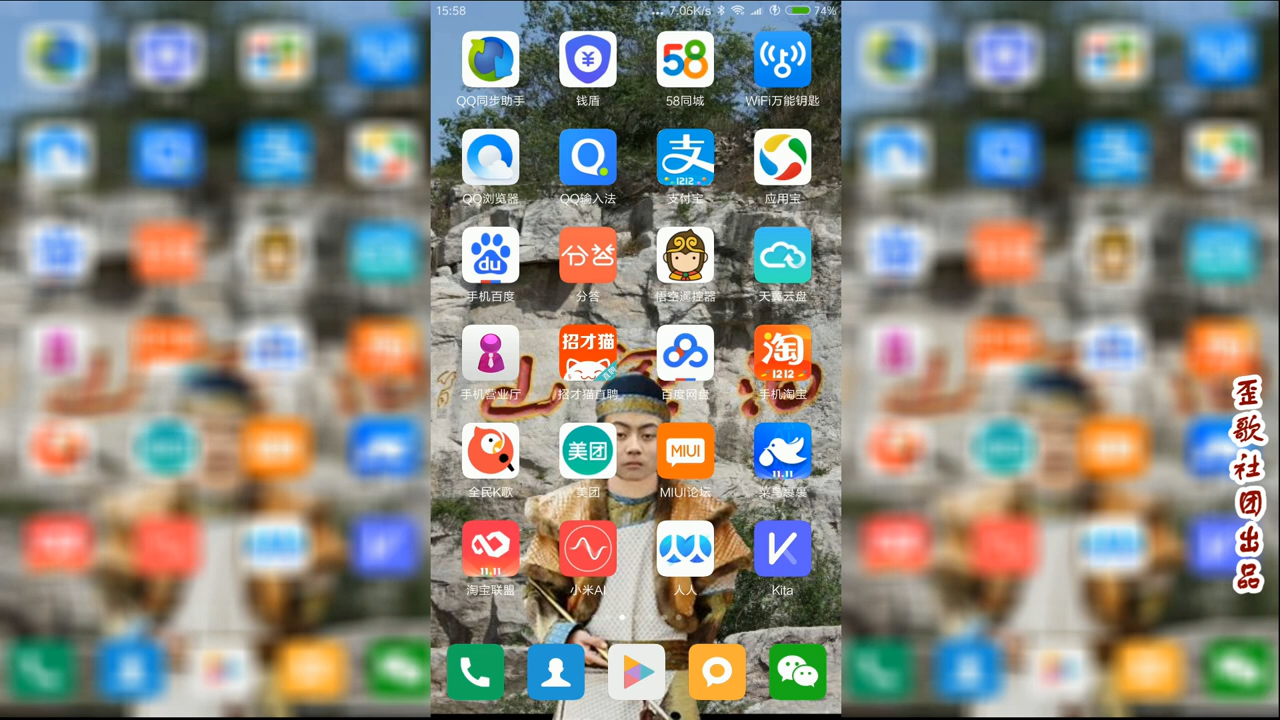 15:58
... 7.06K/s
74%
58
QQ同步助手
钱盾
58同城
WiFi万能钥匙
支
1212
QQ浏览器
QQ输入法
支付宝
应用宝
du
分答
手机百度
分答
悟空遥控器
天翼云盘
招才猫
直聘
淘
1212
手机营业厅
招才猫直聘
百度网盘
手机淘宝
美团
MIUI
11.11
全民K歌
美团
MIUI论坛
菜鸟裹裹
11.11
淘宝联盟
小米AI
人人
Kita
歪歌社团出品